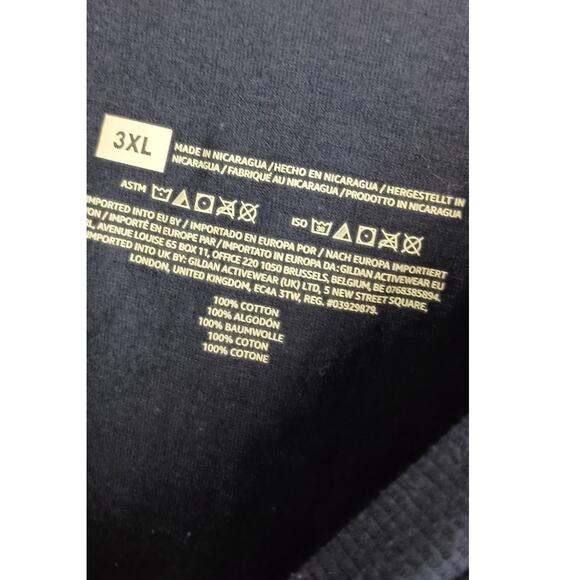 3XL
MADE IN NICARAGUA / HECHO EN NICARAGUA / HERGESTELLT IN
NICARAGUA / FABRIQUÉ AU NICARAGUA / PRODOTTO IN NICARAGUA
ASTM
ISO
30
IMPORTED INTO EU BY / IMPORTADO EN EUROPA POR / NACH EUROPA IMPORTIERT
VON / IMPORTÉ EN EUROPE PAR / IMPORTATO IN EUROPA DA: GILDAN ACTIVEWEAR EU
AVENUE LOUISE 65 BOX 11, OFFICE 220 1050 BRUSSELS, BELGIUM, BE 0768385894.
IMPORTED INTO UK BY: GILDAN ACTIVEWEAR (UK) LTD, 5 NEW STREET SQUARE,
LONDON, UNITED KINGDOM, EC4A 3TW, REG. #03929879.
100% COTTON
100% ALGODÓN
100% BAUMWOLLE
100% COTON
100% COTONE